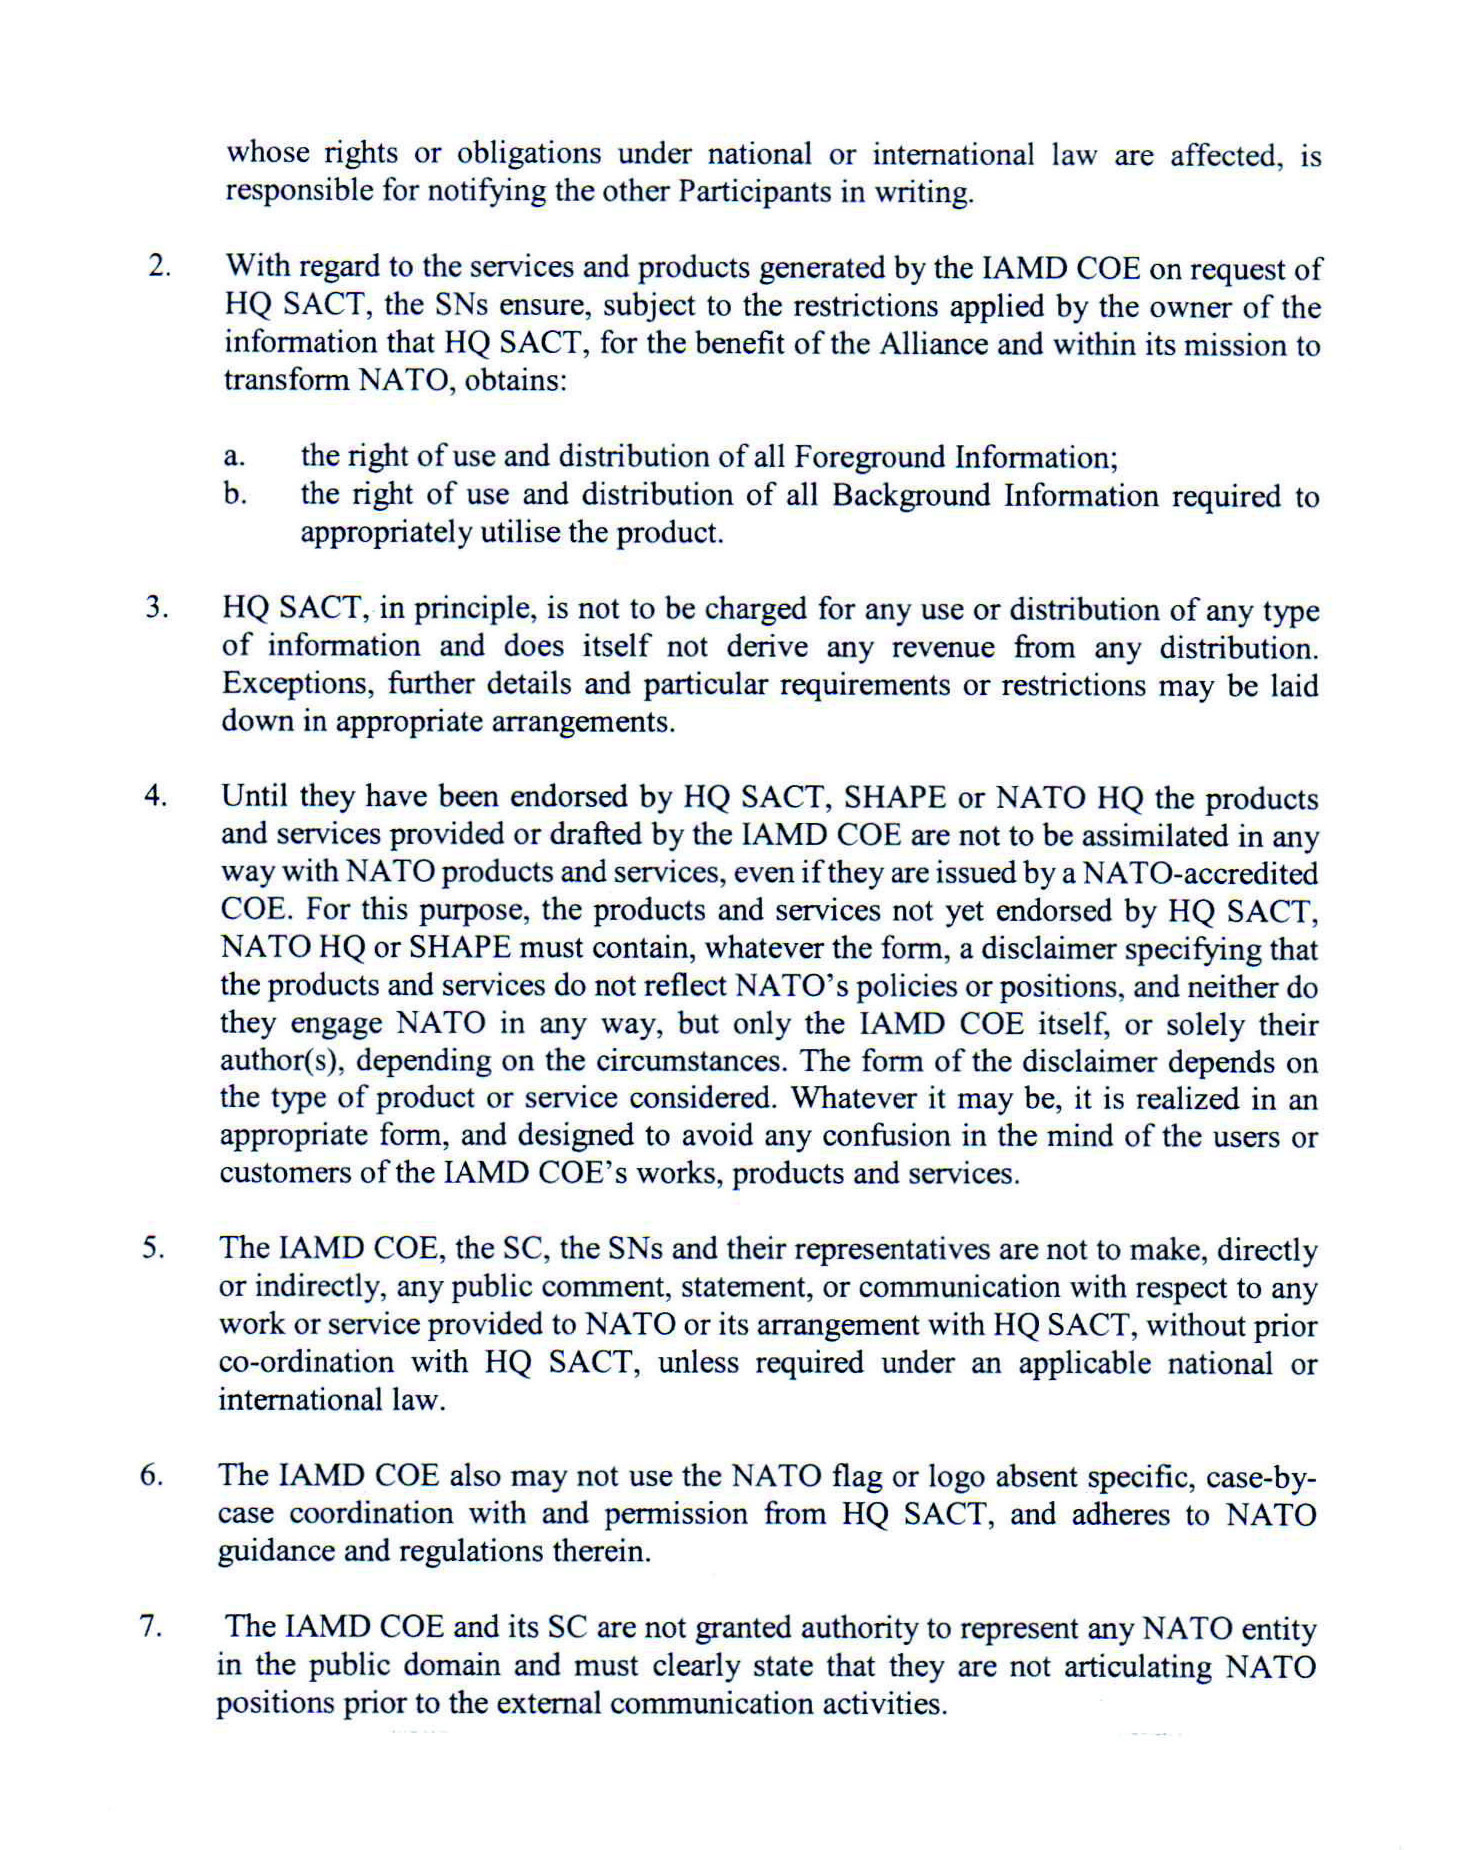 whose rights or obligations under national or international law are affected, is
responsible for notifying the other Participants in writing.
2. With regard to the services and products generated by the IAMD COE on request of
HQ SACT, the SNs ensure, subject to the restrictions applied by the owner of the
information that HQ SACT, for the benefit of the Alliance and within its mission to
transform NATO, obtains:
a. the right of use and distribution of all Foreground Information;
b. the right of use and distribution of all Background Information required to
appropriately utilise the product.
3. HQ SACT, in principle, is not to be charged for any use or distribution of any type
of information and does itself not derive any revenue from any distribution.
Exceptions, further details and particular requirements or restrictions may be laid
down in appropriate arrangements.
4. Until they have been endorsed by HQ SACT, SHAPE or NATO HQ the products
and services provided or drafted by the IAMD COE are not to be assimilated in any
way with NATO products and services, even if they are issued by a NATO-accredited
COE. For this purpose, the products and services not yet endorsed by HQ SACT,
NATO HQ or SHAPE must contain, whatever the form, a disclaimer specifying that
the products and services do not reflect NATO's policies or positions, and neither do
they engage NATO in any way, but only the IAMD COE itself, or solely their
author(s), depending on the circumstances. The form of the disclaimer depends on
the type of product or service considered. Whatever it may be, it is realized in an
appropriate form, and designed to avoid any confusion in the mind of the users or
customers of the IAMD COE's works, products and services.
5. The IAMD COE, the SC, the SNs and their representatives are not to make, directly
or indirectly, any public comment, statement, or communication with respect to any
work or service provided to NATO or its arrangement with HQ SACT, without prior
co-ordination with HQ SACT, unless required under an applicable national or
international law.
6. The IAMD COE also may not use the NATO flag or logo absent specific, case-by-
case coordination with and permission from HQ SACT, and adheres to NATO
guidance and regulations therein.
7. The IAMD COE and its SC are not granted authority to represent any NATO entity
in the public domain and must clearly state that they are not articulating NATO
positions prior to the external communication activities.